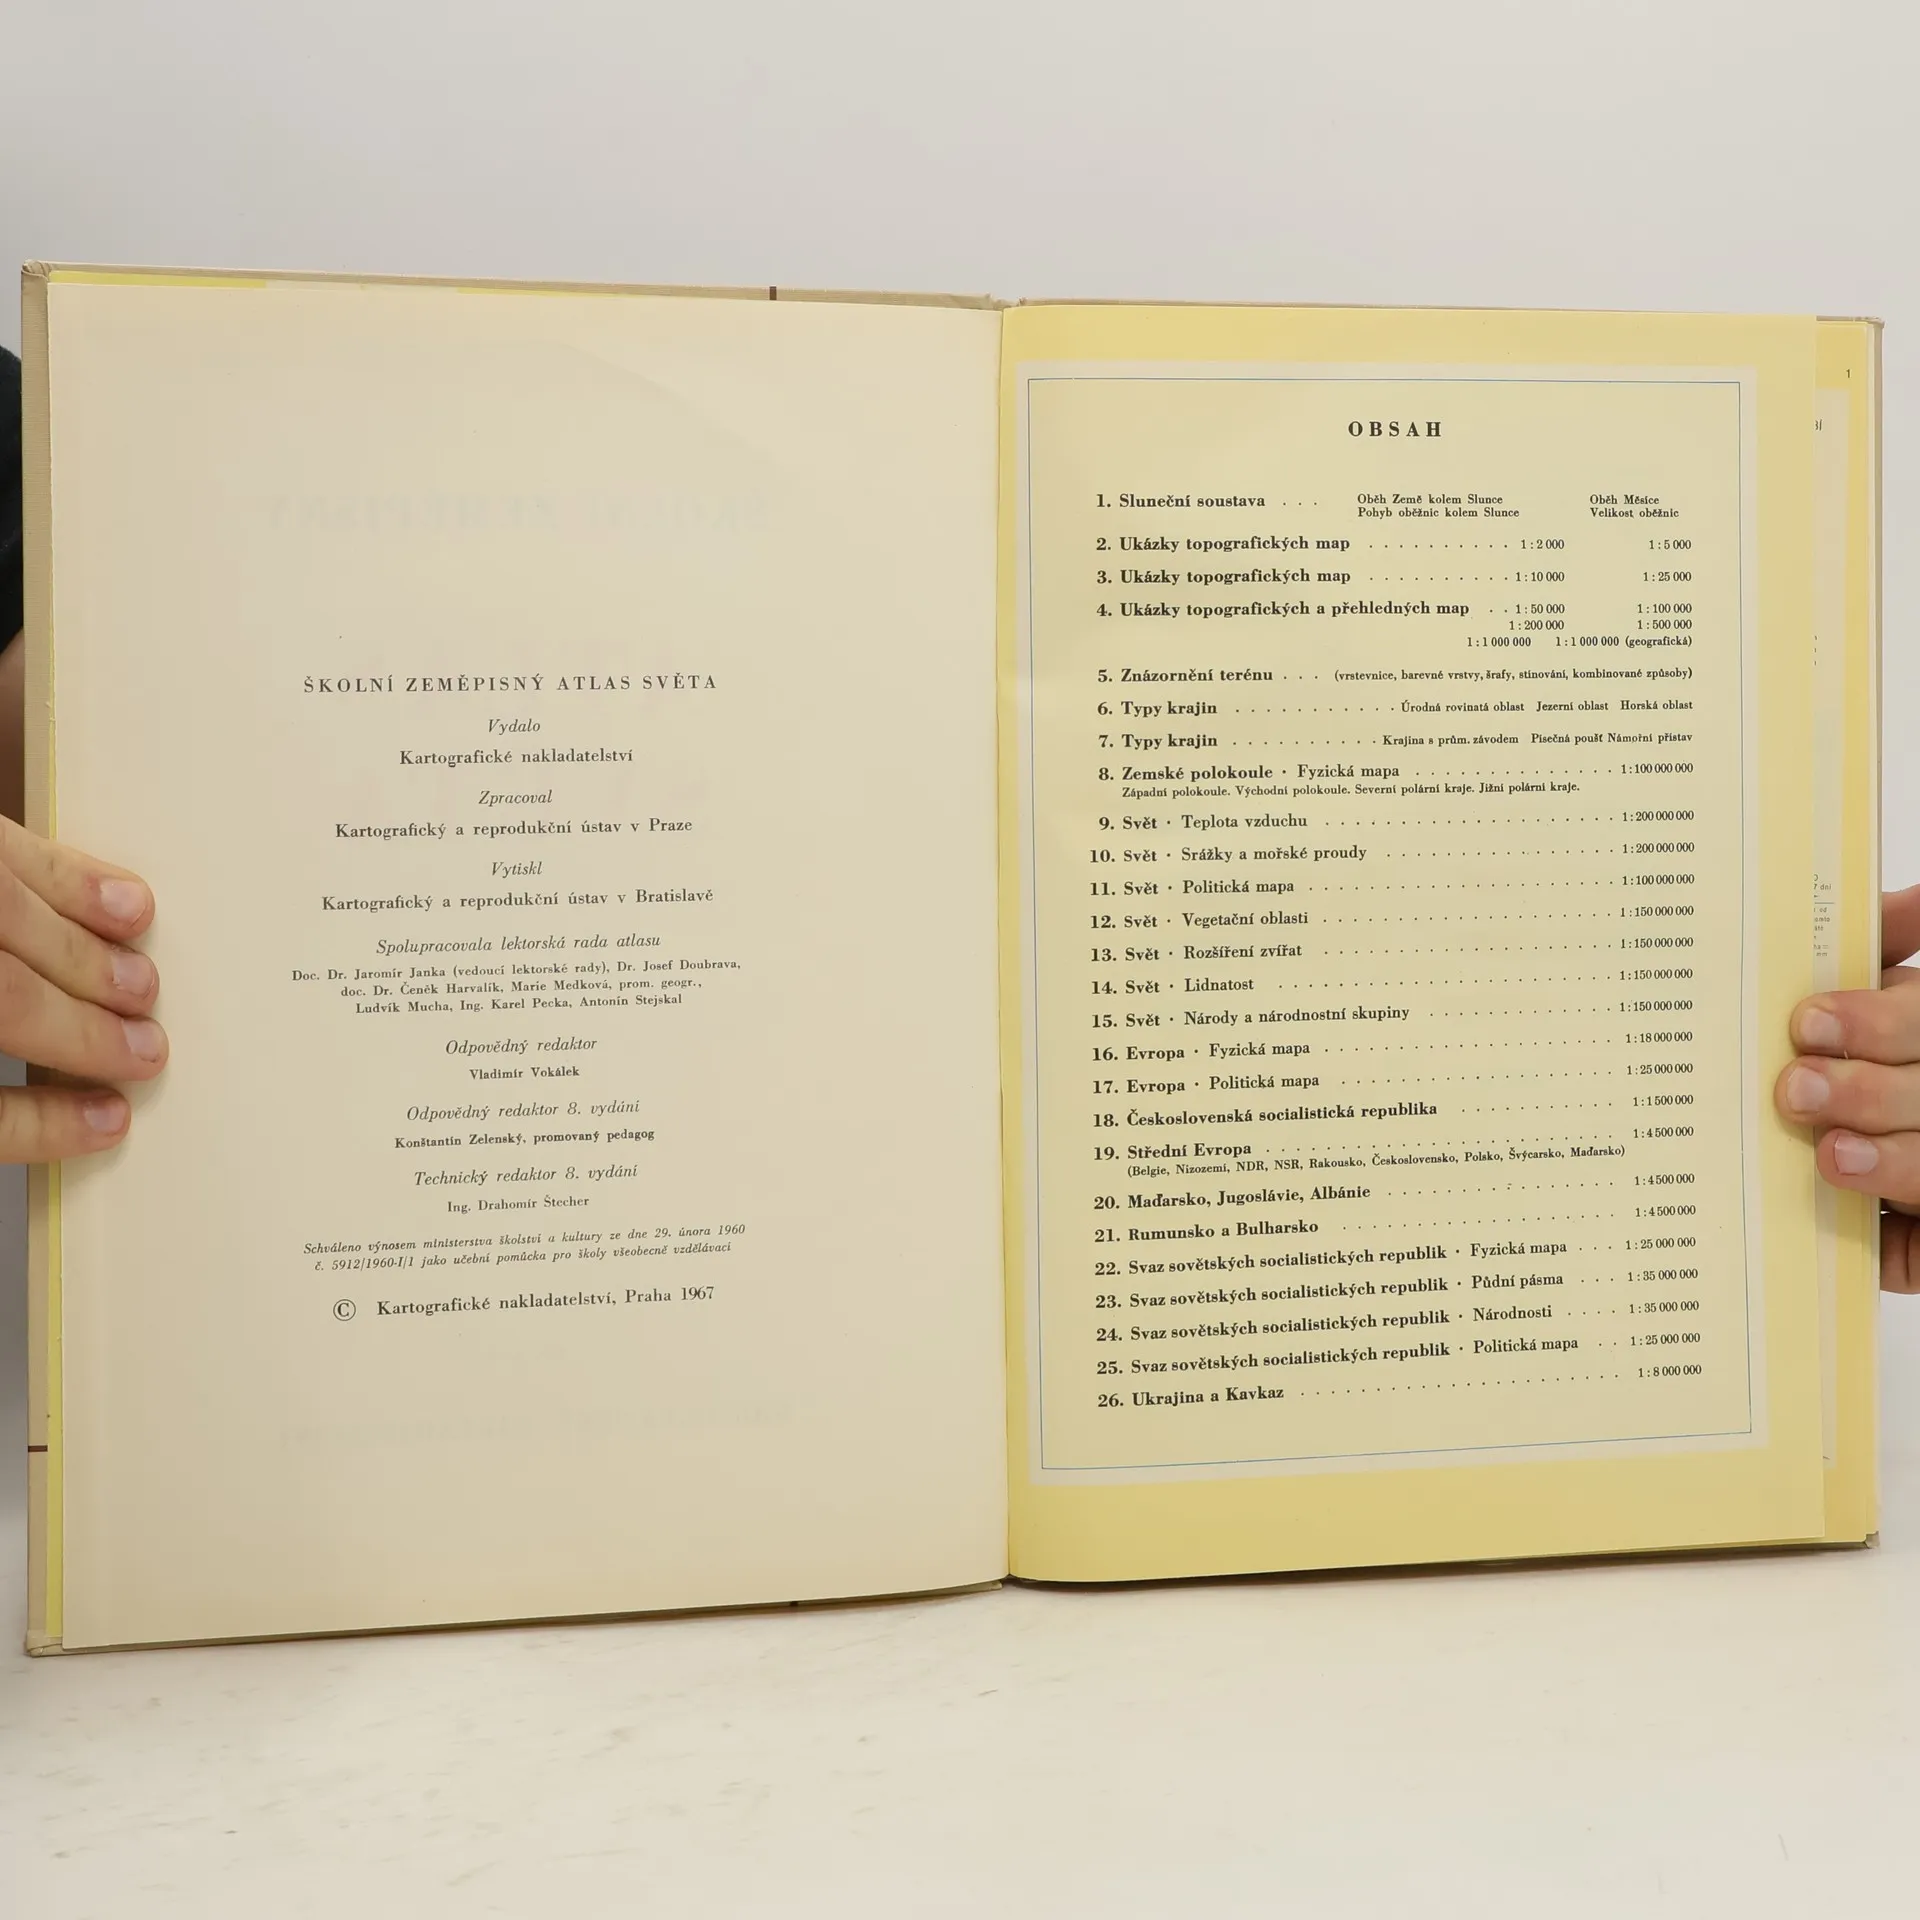 ŠKOLNÍ ZEMĚPISNÝ ATLAS SVĚTA
Vydalo
Kartografické nakladatelství
Zpracoval
Kartografický a reprodukční ústav v Praze
Vytiskl
Kartografický a reprodukční ústav v Bratislavě
Spolupracovala lektorská rada atlasu
Doc. Dr. Jaromír Janka (vedoucí lektorské rady), Dr. Josef Doubrava,
doc. Dr. Čeněk Harvalík, Marie Medková, prom. geogr.,
Ludvík Mucha, Ing. Karel Pecka, Antonín Stejskal
Odpovědný redaktor
Vladimír Vokálek
Odpovědný redaktor 8. vydání
Konštantín Zelenský, promovaný pedagog
Technický redaktor 8. vydání
Ing. Drahomír Štecher
Schváleno výnosem ministerstva školství a kultury ze dne 29. února 1960
č. 5912/1960-I/1 jako učební pomůcka pro školy všeobecně vzdělávací
© Kartografické nakladatelství, Praha 1967
OBSAH
1. Sluneční soustava . . . Oběh Země kolem Slunce Oběh Měsíce
Pohyb oběžnic kolem Slunce Velikost oběžnic
2. Ukázky topografických map . . . . . . . . . . 1:2 000 1:5 000
3. Ukázky topografických map . . . . . . . . . . 1:10 000 1:25 000
4. Ukázky topografických a přehledných map . . 1:50 000 1:100 000
1:200 000 1:500 000
1:1 000 000 1:1 000 000 (geografická)
5. Znázornění terénu . . . (vrstevnice, barevné vrstvy, šrafy, stínování, kombinované způsoby)
6. Typy krajin . . . . . . . . . . . Úrodná rovinatá oblast Jezerní oblast Horská oblast
7. Typy krajin . . . . . . . . . . Krajina s prům. závodem Písečná poušť Námořní přístav
8. Zemské polokoule · Fyzická mapa . . . . . . . . . . . . . 1:100 000 000
Západní polokoule. Východní polokoule. Severní polární kraje. Jižní polární kraje.
9. Svět · Teplota vzduchu . . . . . . . . . . . . . . . . . . . 1:200 000 000
10. Svět · Srážky a mořské proudy . . . . . . . . . . . . . . . 1:200 000 000
11. Svět · Politická mapa . . . . . . . . . . . . . . . . . . . . 1:100 000 000
12. Svět · Vegetační oblasti . . . . . . . . . . . . . . . . . . . 1:150 000 000
13. Svět · Rozšíření zvířat . . . . . . . . . . . . . . . . . . . 1:150 000 000
14. Svět · Lidnatost . . . . . . . . . . . . . . . . . . . . . . 1:150 000 000
15. Svět · Národy a národnostní skupiny . . . . . . . . . . . . 1:150 000 000
16. Evropa · Fyzická mapa . . . . . . . . . . . . . . . . . . . 1:18 000 000
17. Evropa · Politická mapa . . . . . . . . . . . . . . . . . . 1:25 000 000
18. Československá socialistická republika . . . . . . . . . . 1:1 500 000
19. Střední Evropa . . . . . . . . . . . . . . . . . . . . . . 1:4 500 000
(Belgie, Nizozemí, NDR, NSR, Rakousko, Československo, Polsko, Švýcarsko, Maďarsko)
20. Maďarsko, Jugoslávie, Albánie . . . . . . . . . . . . . . . 1:4 500 000
21. Rumunsko a Bulharsko . . . . . . . . . . . . . . . . . . 1:4 500 000
22. Svaz sovětských socialistických republik · Fyzická mapa . . . 1:25 000 000
23. Svaz sovětských socialistických republik · Půdní pásma . . . 1:35 000 000
24. Svaz sovětských socialistických republik · Národnosti . . . . 1:35 000 000
25. Svaz sovětských socialistických republik · Politická mapa . . 1:25 000 000
26. Ukrajina a Kavkaz . . . . . . . . . . . . . . . . . . . . . 1:8 000 000
1